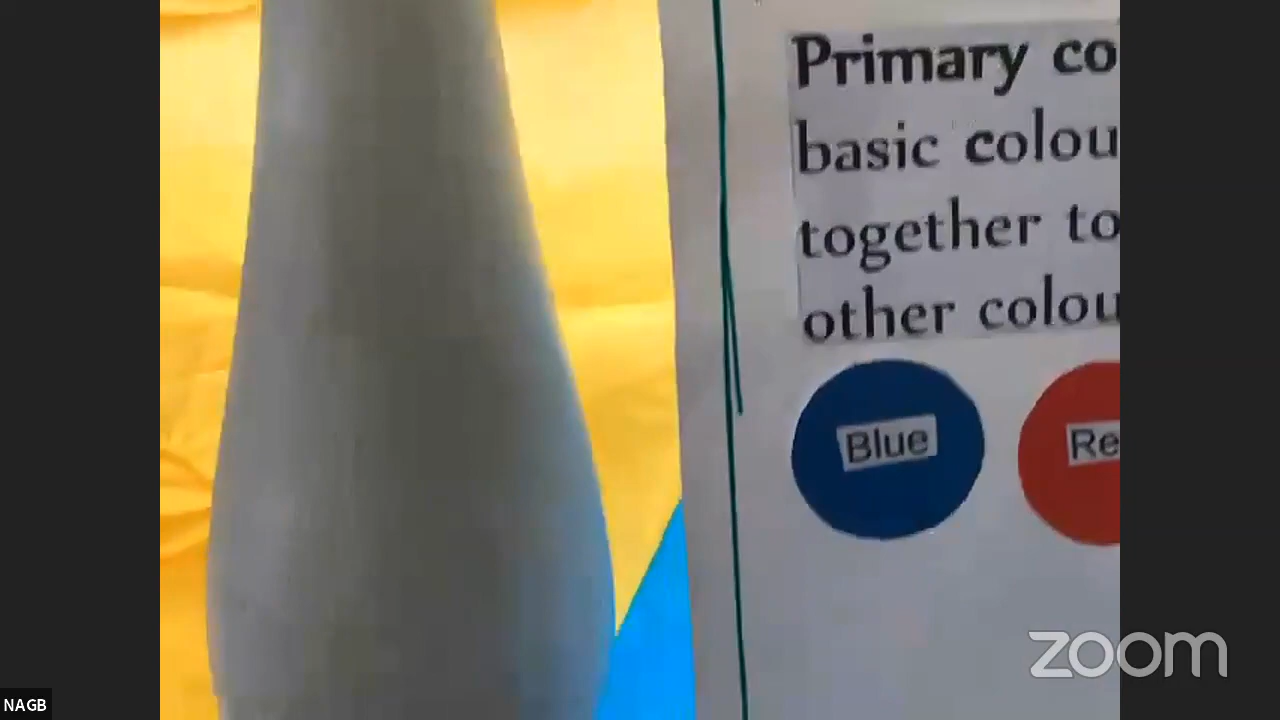 Primary co
basic colou
together to
other colou
Blue
Re
zoom
NAGB